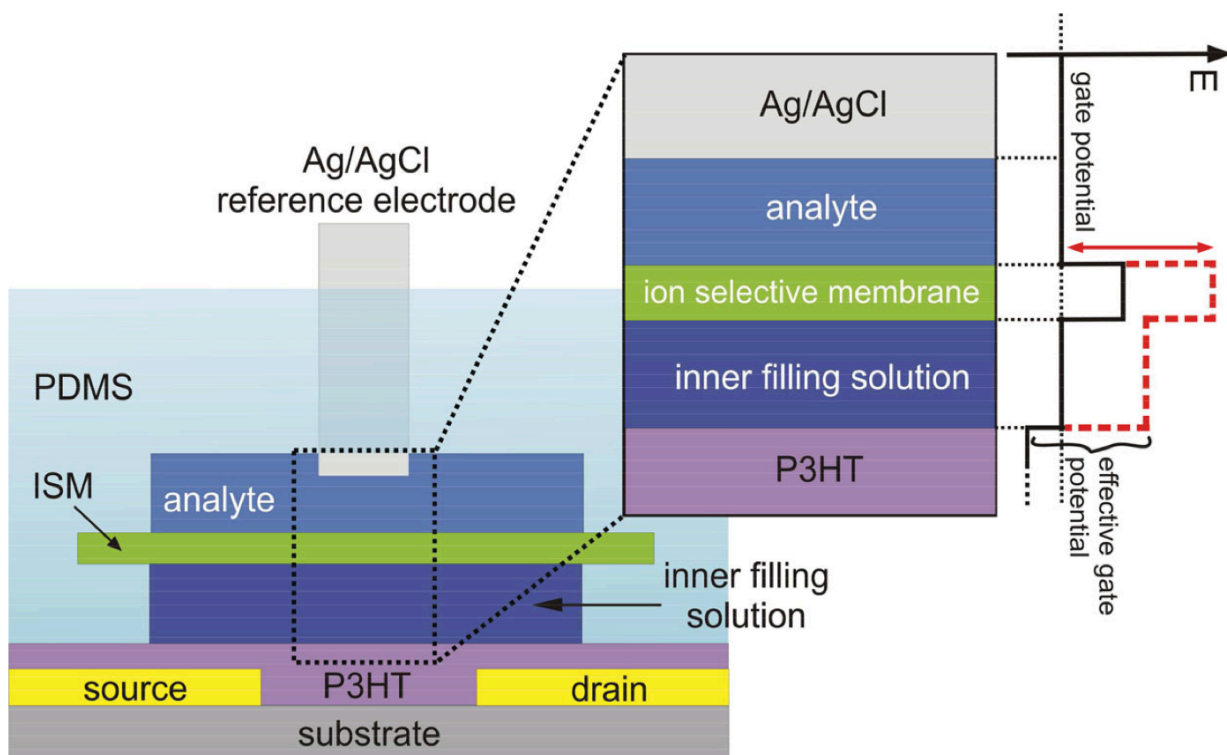 Ag/AgCl
reference electrode
PDMS
ISM
analyte
inner filling
solution
source
P3HT
drain
substrate
Ag/AgCl
analyte
ion selective membrane
inner filling solution
P3HT
E
gate potential
effective gate
potential